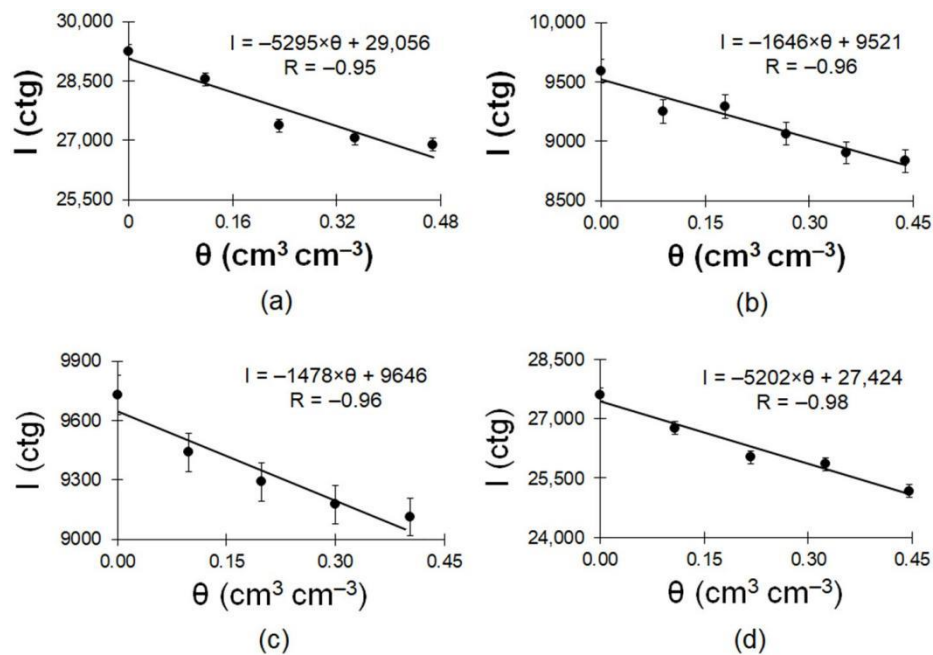 30,000
28,500
27,000
25,500
I (ctg)
I = –5295×θ + 29,056
R = –0.95
0 0.16 0.32 0.48
θ (cm³ cm⁻³)
(a)
10,000
9500
9000
8500
I (ctg)
I = –1646×θ + 9521
R = –0.96
0.00 0.15 0.30 0.45
θ (cm³ cm⁻³)
(b)
9900
9600
9300
9000
I (ctg)
I = –1478×θ + 9646
R = –0.96
0.00 0.15 0.30 0.45
θ (cm³ cm⁻³)
(c)
28,500
27,000
25,500
24,000
I (ctg)
I = –5202×θ + 27,424
R = –0.98
0.00 0.15 0.30 0.45
θ (cm³ cm⁻³)
(d)